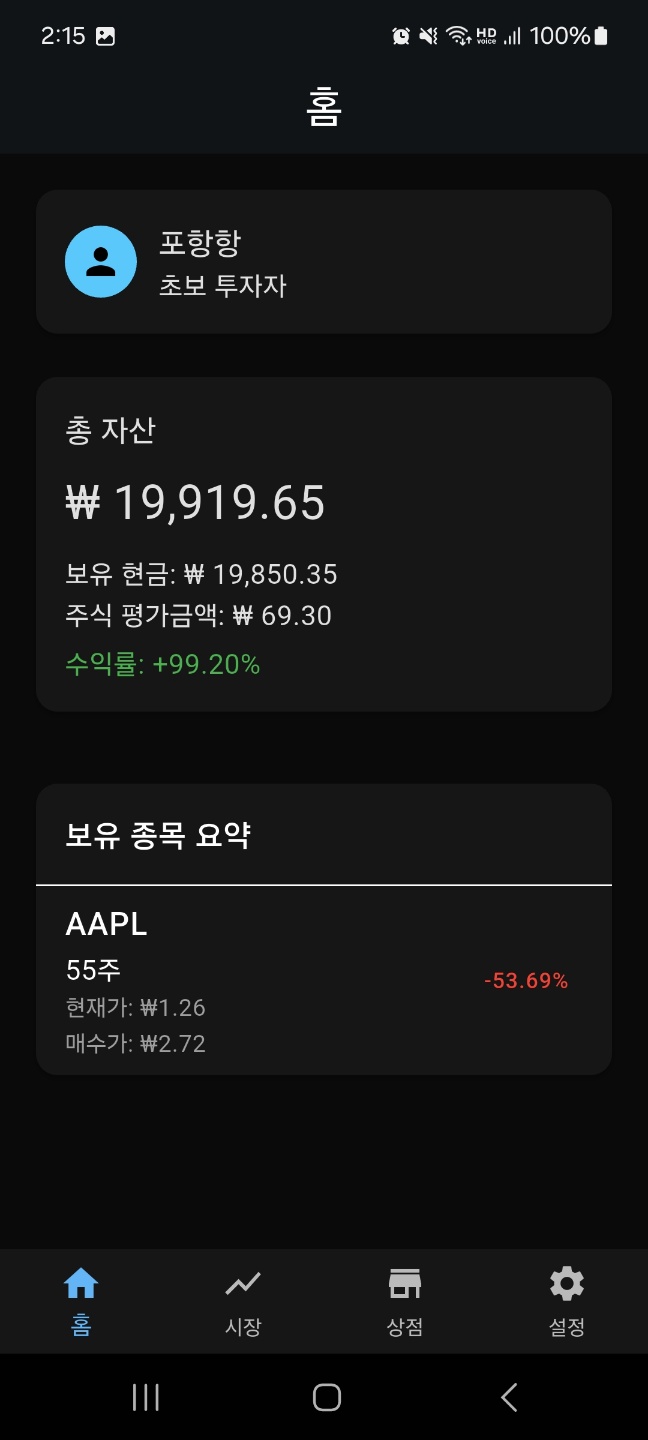 2:15 HD voice 100%
홈
포항항
초보 투자자
총 자산
₩ 19,919.65
보유 현금: ₩ 19,850.35
주식 평가금액: ₩ 69.30
수익률: +99.20%
보유 종목 요약
AAPL
55주
-53.69%
현재가: ₩1.26
매수가: ₩2.72
홈 시장 상점 설정